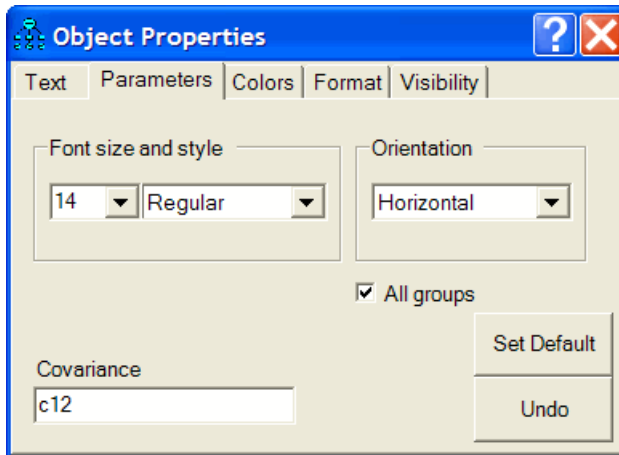 Object Properties
?
Text Parameters Colors Format Visibility
Font size and style Orientation
14 Regular Horizontal
All groups
Set Default
Covariance
c12
Undo